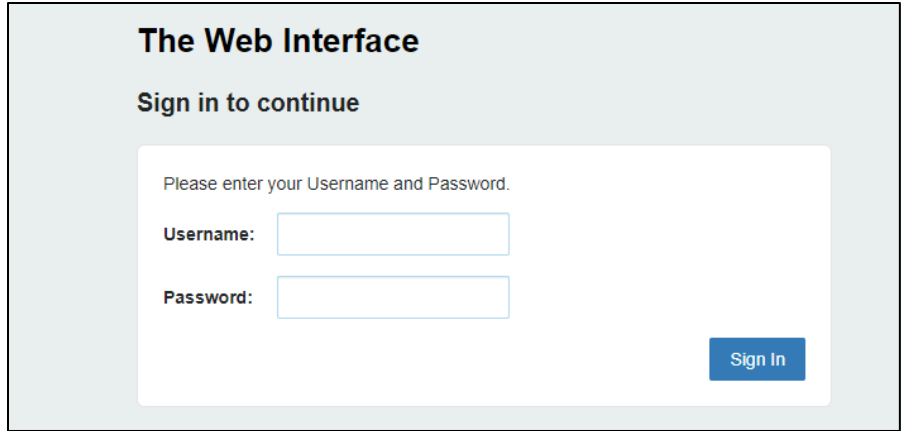 The Web Interface
Sign in to continue
Please enter your Username and Password.
Username:
Password:
Sign In